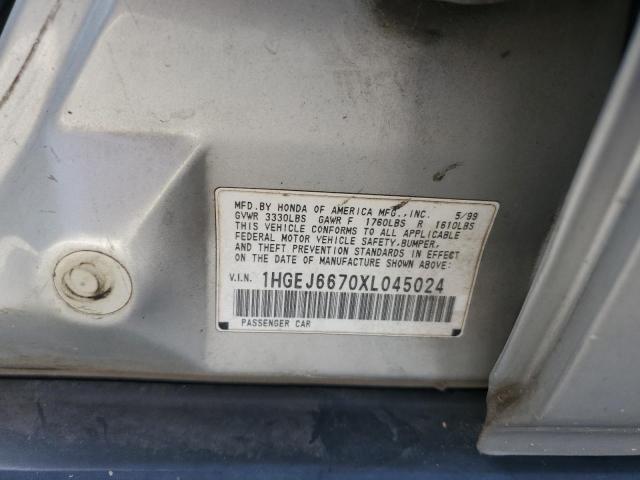 MFD.BY HONDA OF AMERICA MFG.,INC. 5/99
GVWR 3330LBS GAWR F 1760LBS R 1610LBS
THIS VEHICLE CONFORMS TO ALL APPLICABLE
FEDERAL MOTOR VEHICLE SAFETY,BUMPER,
AND THEFT PREVENTION STANDARDS IN EFFECT
ON THE DATE OF MANUFACTURE SHOWN ABOVE:
V.I.N. 1HGEJ6670XL045024
PASSENGER CAR